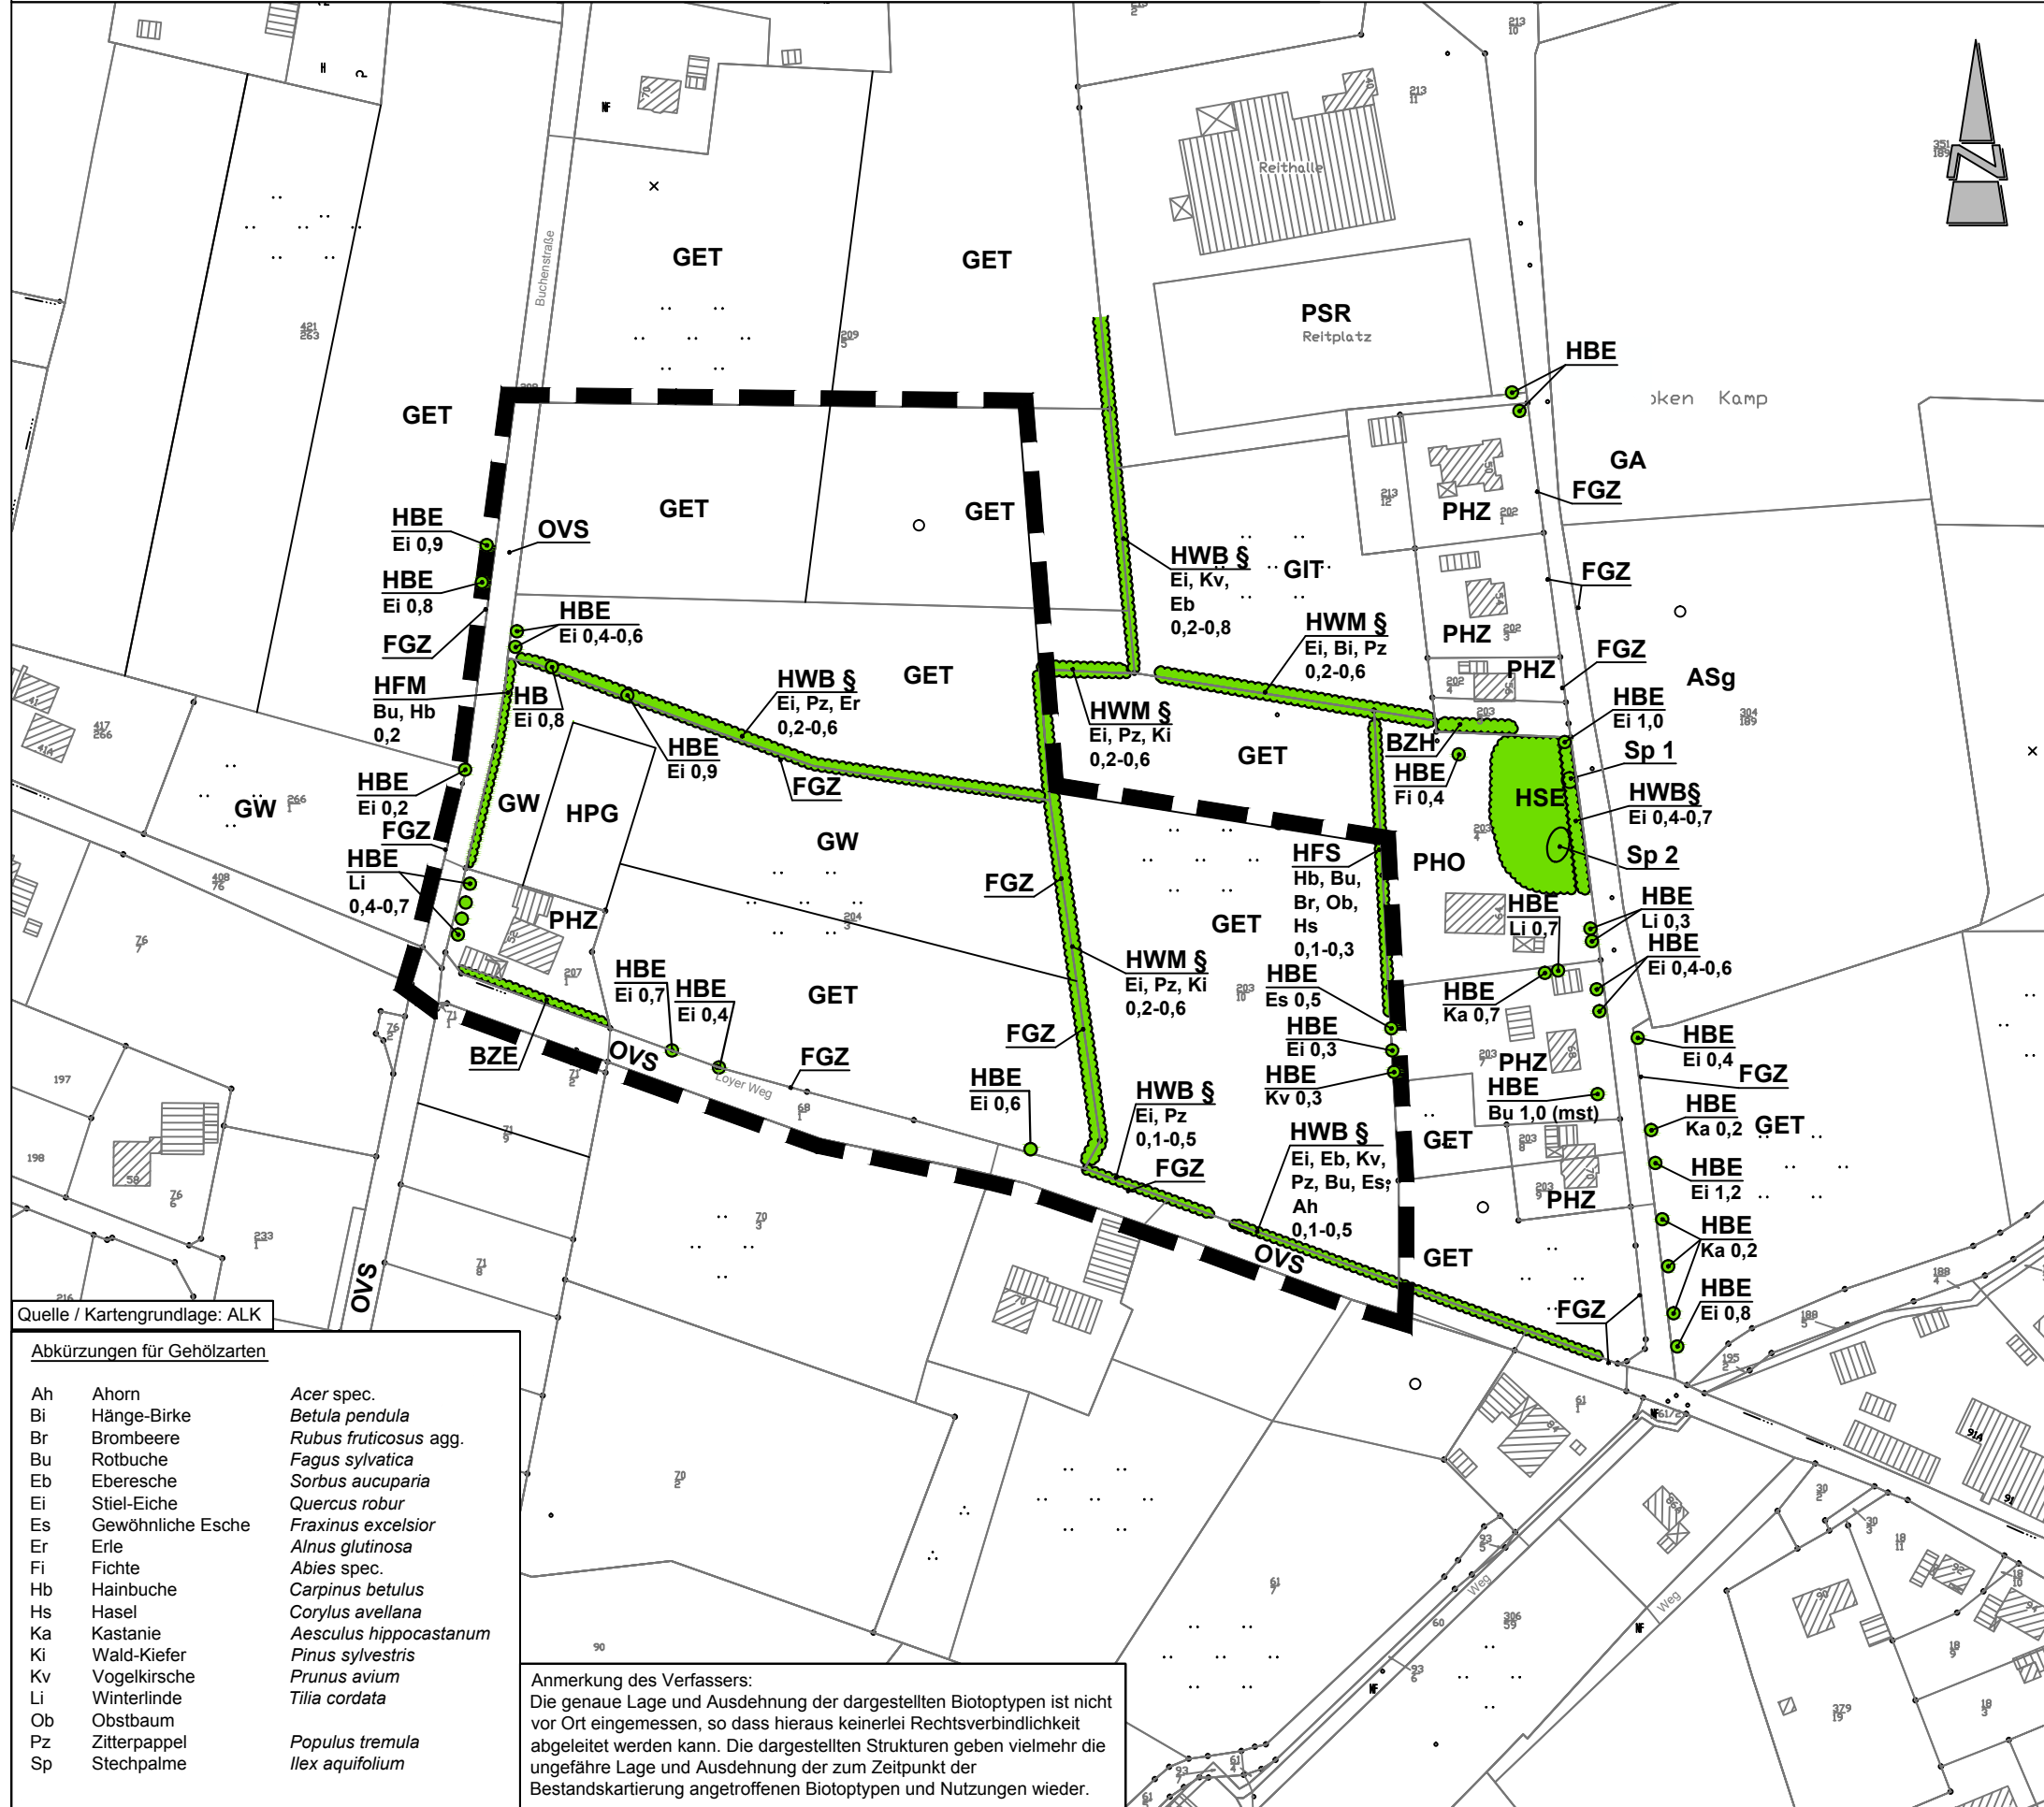 Buchenstraße
Reithalle
GET
GET
PSR
Reitplatz
HBE
GET
oken Kamp
GA
HBE
Ei 0,9
OVS
GET
GET
PHZ
FGZ
HBE
Ei 0,8
HWB §
Ei, Kv,
Eb
0,2-0,8
GIT
FGZ
HBE
Ei 0,4-0,6
FGZ
HWM §
Ei, Bi, Pz
0,2-0,6
PHZ
FGZ
PHZ
ASg
HFM
Bu, Hb
0,2
HB
Ei 0,8
HWB §
Ei, Pz, Er
0,2-0,6
GET
HWM §
Ei, Pz, Ki
0,2-0,6
HBE
Ei 1,0
Sp 1
HBE
Ei 0,9
GET
BZH
HBE
Fi 0,4
HBE
Ei 0,2
GW
GW
HPG
FGZ
HSE
HWB§
Ei 0,4-0,7
FGZ
GW
HFS
Hb, Bu,
Br, Ob,
Hs
0,1-0,3
PHO
Sp 2
HBE
Li
0,4-0,7
FGZ
PHZ
HBE
Li 0,7
HBE
Li 0,3
GET
HBE
Ei 0,4-0,6
HBE
Ei 0,7
HBE
Ei 0,4
GET
HWM §
Ei, Pz, Ki
0,2-0,6
HBE
Es 0,5
HBE
Ka 0,7
FGZ
HBE
Ei 0,3
HBE
Ei 0,4
BZE
OVS
Loyer Weg
FGZ
HBE
Kv 0,3
PHZ
HBE
Bu 1,0 (mst)
FGZ
HBE
Ei 0,6
HWB §
Ei, Pz
0,1-0,5
HBE
Ka 0,2
GET
FGZ
HWB §
Ei, Eb, Kv,
Pz, Bu, Es,
Ah
0,1-0,5
GET
HBE
Ei 1,2
PHZ
HBE
Ka 0,2
OVS
OVS
GET
FGZ
HBE
Ei 0,8
Weg
Weg
Quelle / Kartengrundlage: ALK
Abkürzungen für Gehölzarten
Ah Ahorn Acer spec.
Bi Hänge-Birke Betula pendula
Br Brombeere Rubus fruticosus agg.
Bu Rotbuche Fagus sylvatica
Eb Eberesche Sorbus aucuparia
Ei Stiel-Eiche Quercus robur
Es Gewöhnliche Esche Fraxinus excelsior
Er Erle Alnus glutinosa
Fi Fichte Abies spec.
Hb Hainbuche Carpinus betulus
Hs Hasel Corylus avellana
Ka Kastanie Aesculus hippocastanum
Ki Wald-Kiefer Pinus sylvestris
Kv Vogelkirsche Prunus avium
Li Winterlinde Tilia cordata
Ob Obstbaum
Pz Zitterpappel Populus tremula
Sp Stechpalme Ilex aquifolium
Anmerkung des Verfassers:
Die genaue Lage und Ausdehnung der dargestellten Biotoptypen ist nicht
vor Ort eingemessen, so dass hieraus keinerlei Rechtsverbindlichkeit
abgeleitet werden kann. Die dargestellten Strukturen geben vielmehr die
ungefähre Lage und Ausdehnung der zum Zeitpunkt der
Bestandskartierung angetroffenen Biotoptypen und Nutzungen wieder.